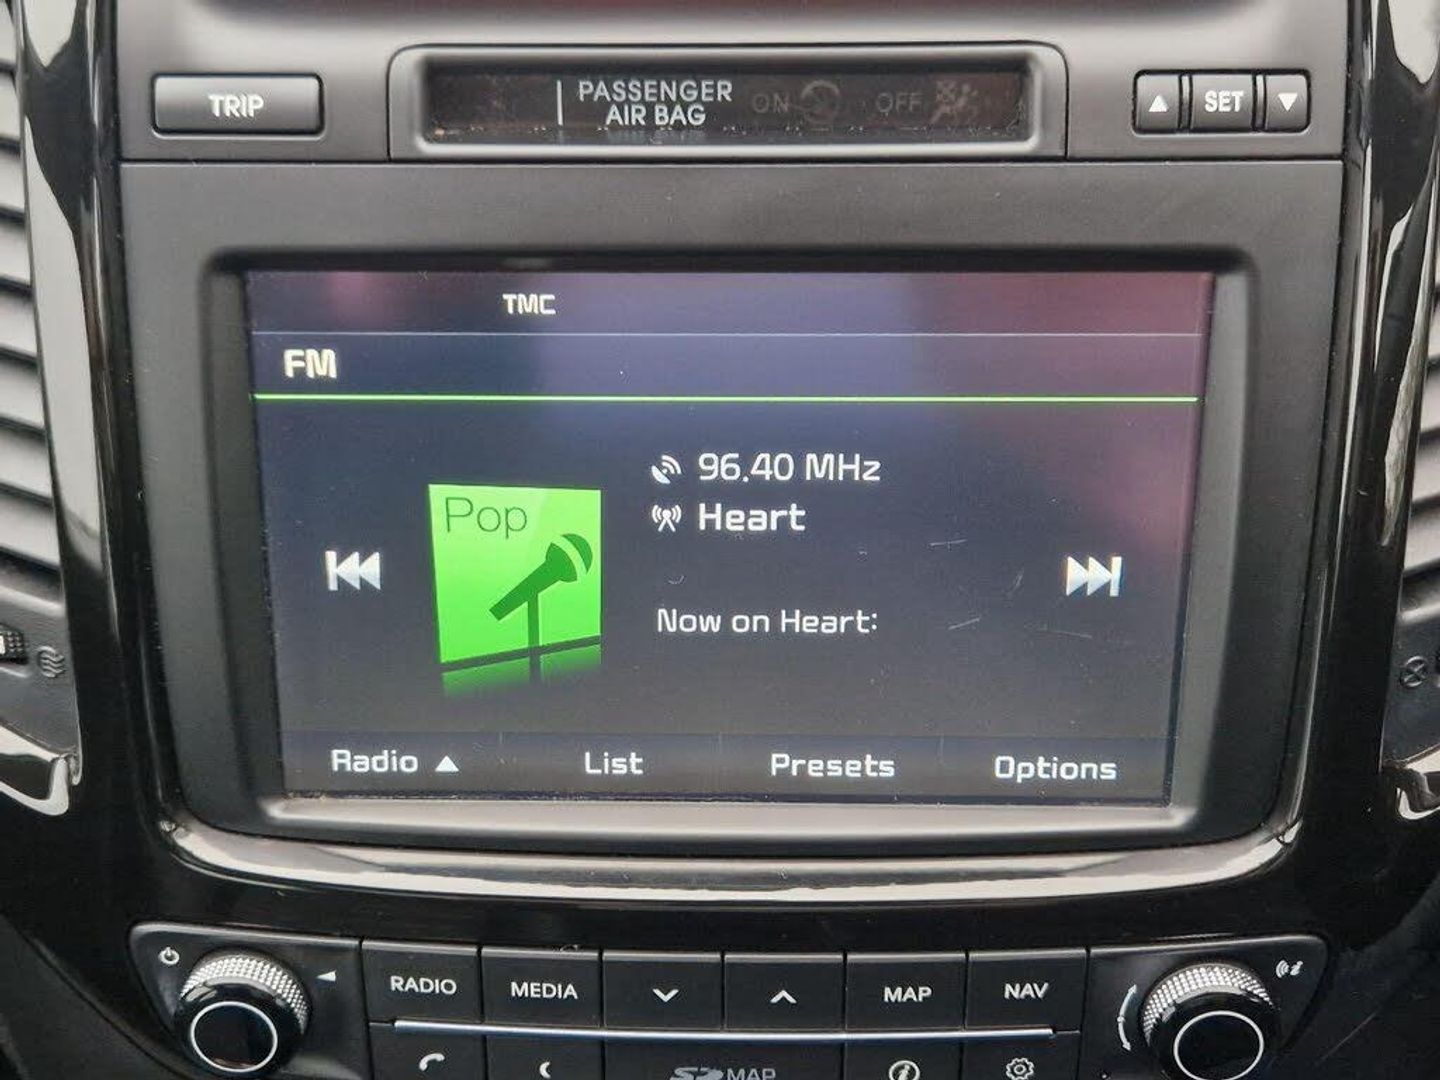 TRIP
PASSENGER
AIR BAG
ON
OFF
▲ SET ▼
TMC
FM
Pop
96.40 MHz
Heart
Now on Heart:
Radio ▲
List
Presets
Options
RADIO
MEDIA
MAP
NAV
SD MAP